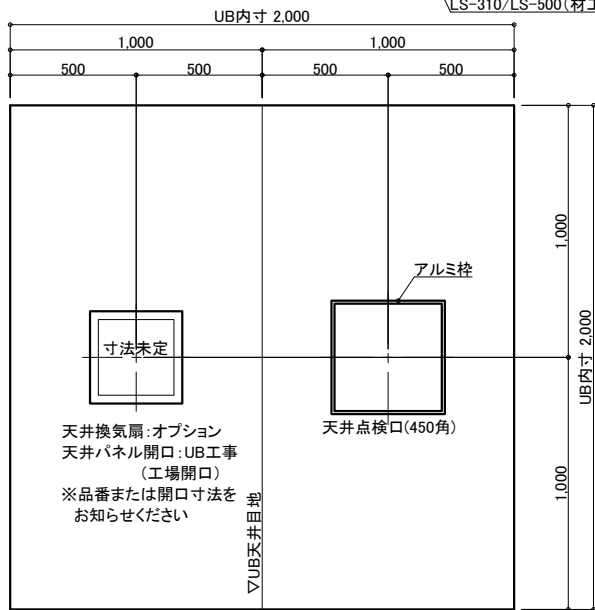 LS-310/LS-500(材工
UB内寸 2,000
1,000
1,000
500
500
500
500
アルミ枠
寸法未定
天井点検口(450角)
天井換気扇:オプション
天井パネル開口:UB工事
(工場開口)
※品番または開口寸法を
お知らせください
▽UB天井目地
1,000
1,000
UB内寸 2,000